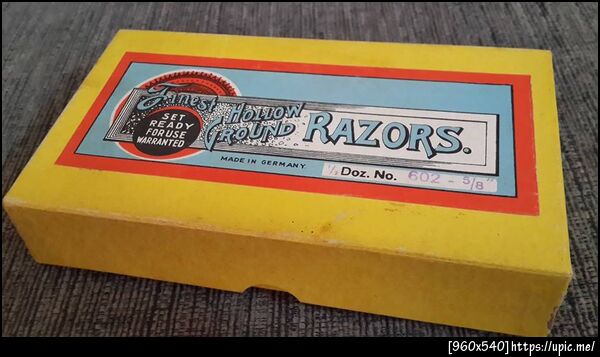 Finest HOLLOW
GROUND RAZORS.
SET
READY
FOR USE
WARRANTED
MADE IN GERMANY.
½ Doz. No. 602 - 5/8"
[960x540]https://upic.me/